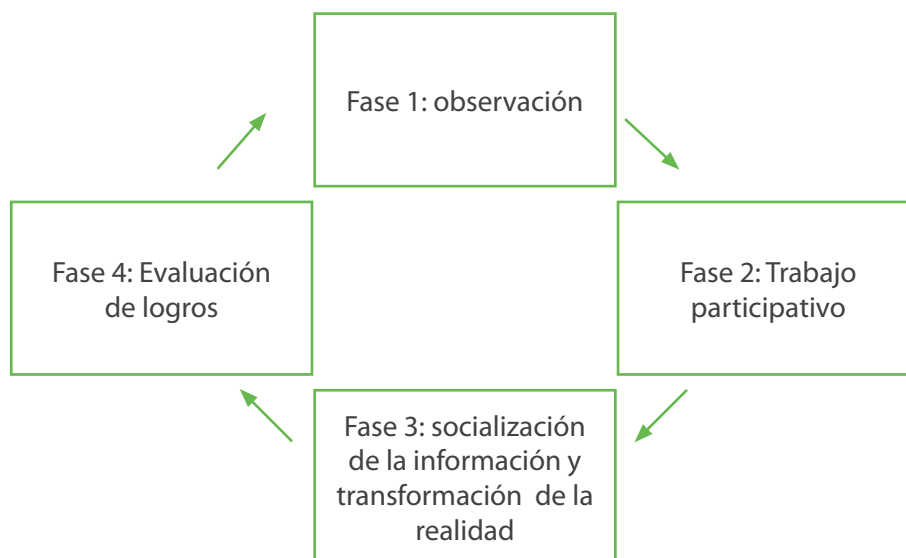 Fase 1: observación
Fase 4: Evaluación
de logros
Fase 2: Trabajo
participativo
Fase 3: socialización
de la información y
transformación  de la
realidad